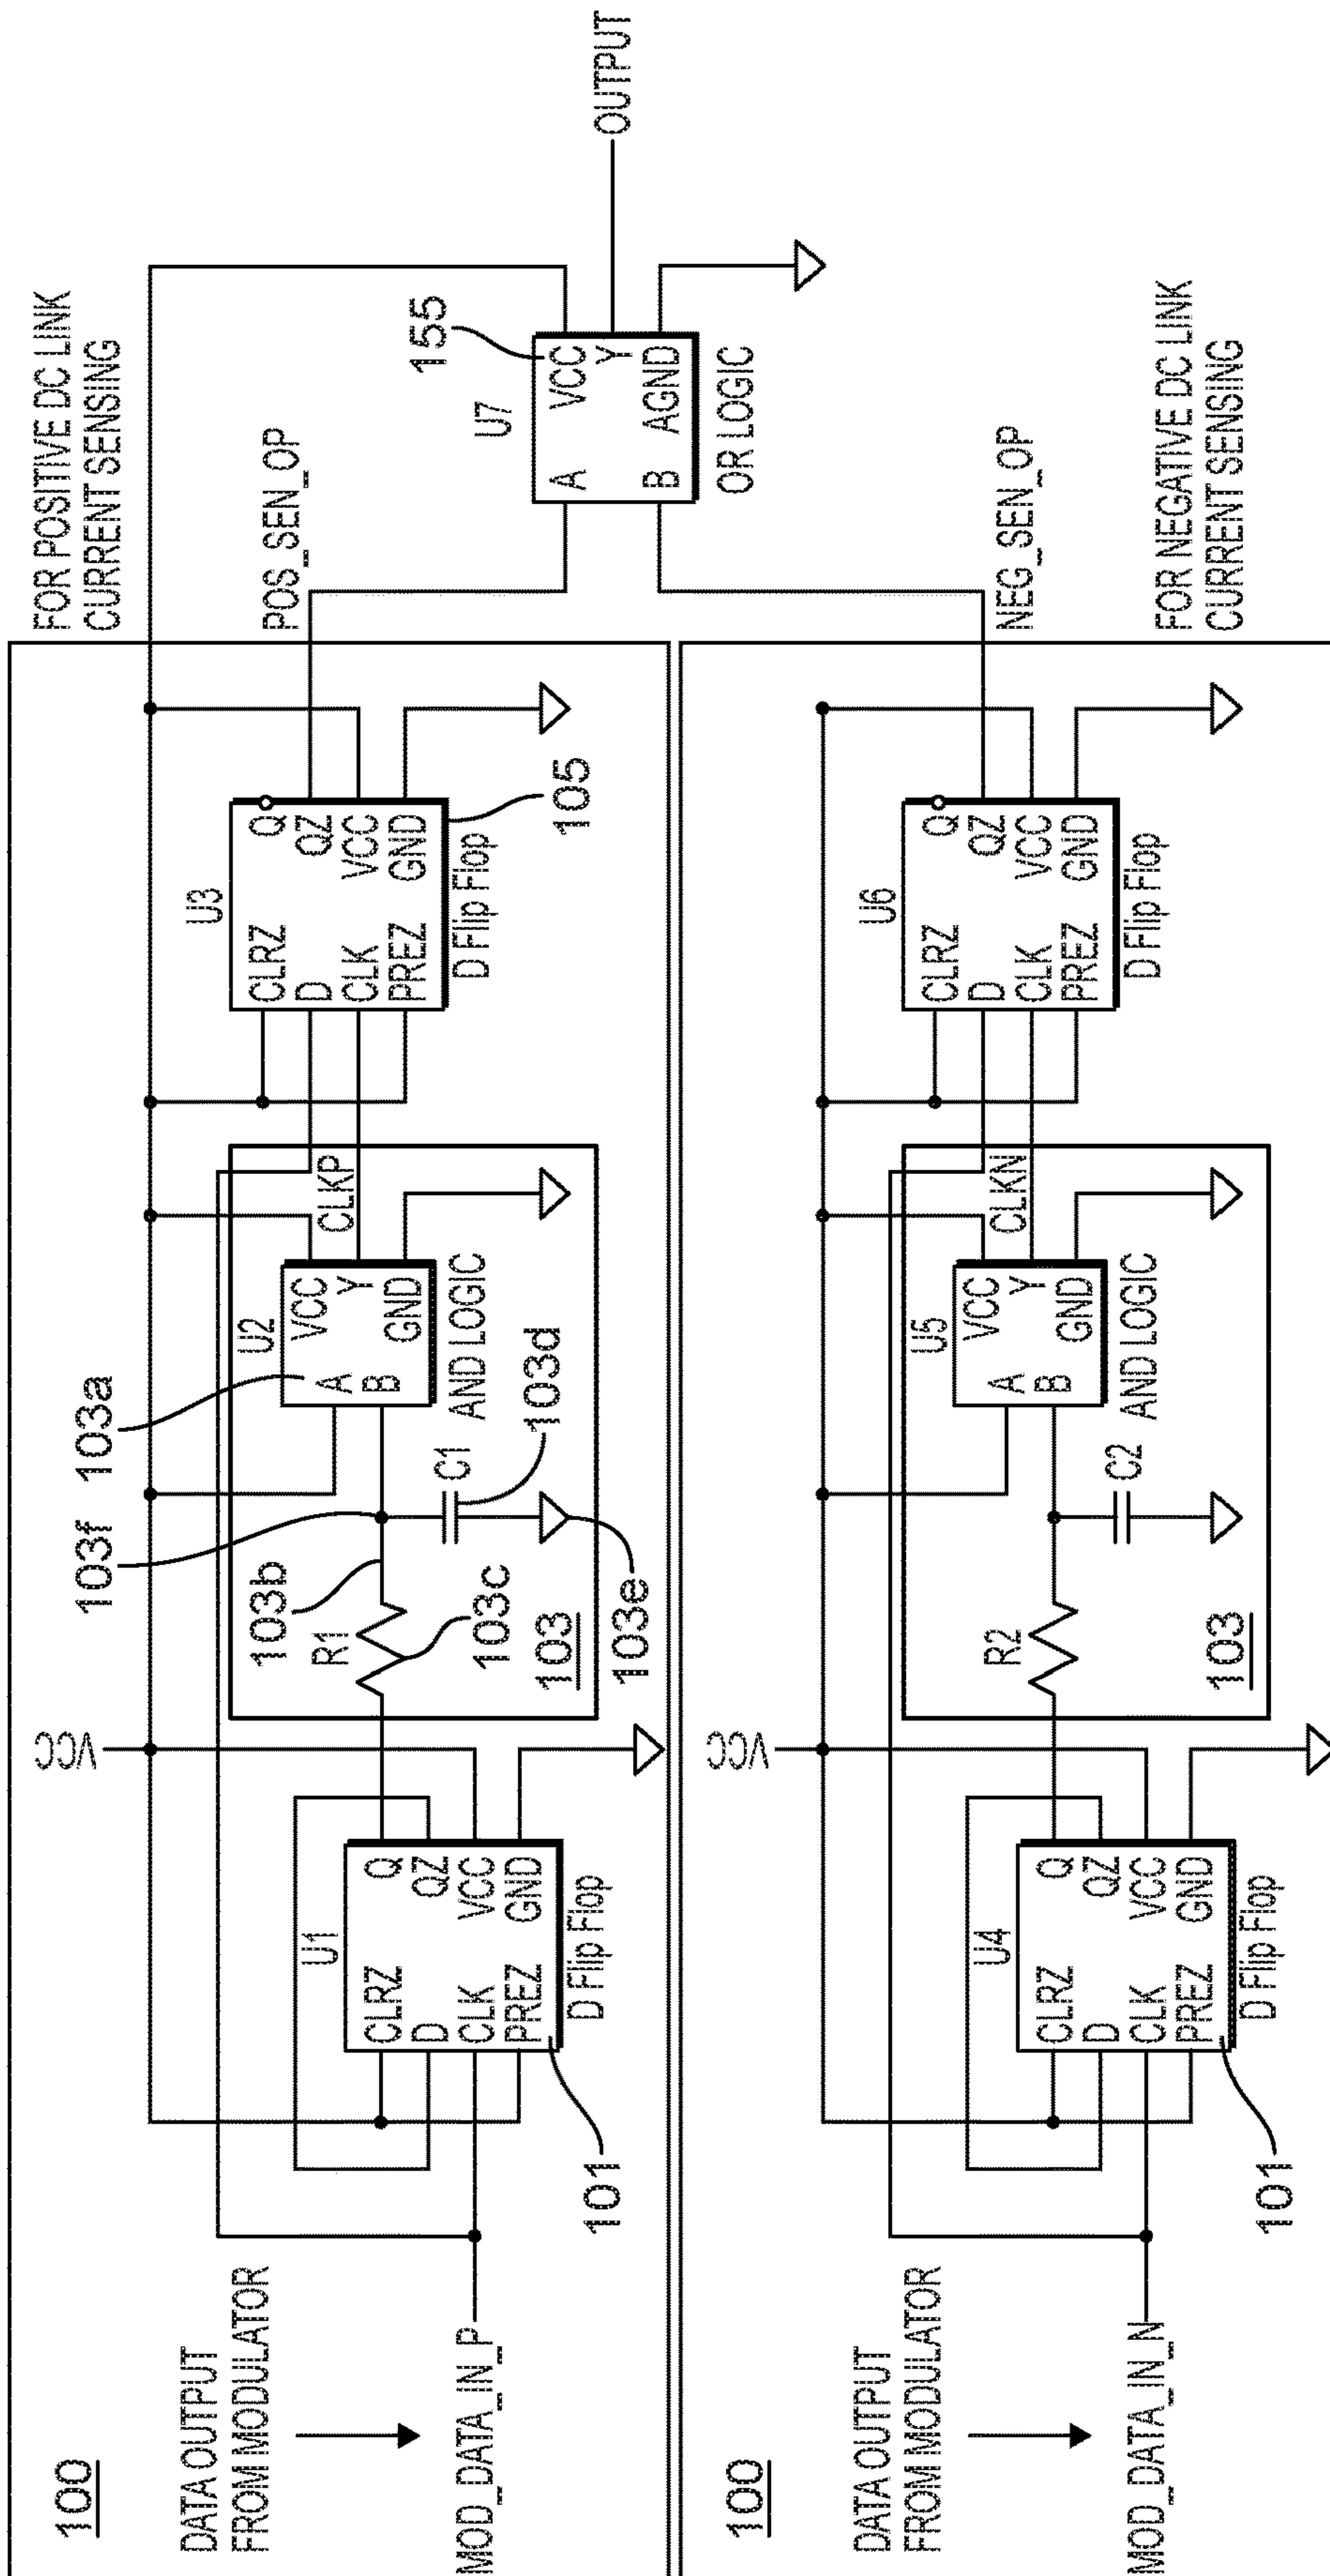 100
DATA OUTPUT
FROM MODULATOR
MOD_DATA_IN_P
101
U1
CLRZ
D
CLK
PREZ
Q
QZ
VCC
GND
D Flip Flop
VCC
R1
103b
103c
103
103e
103f
103a
C1
103d
U2
A
B
VCC
Y
GND
AND LOGIC
CLKP
U3
CLRZ
D
CLK
PREZ
Q
QZ
VCC
GND
D Flip Flop
105
FOR POSITIVE DC LINK
CURRENT SENSING
POS_SEN_OP
U7
155
A
B
VCC
Y
AGND
OR LOGIC
OUTPUT
100
DATA OUTPUT
FROM MODULATOR
MOD_DATA_IN_N
101
U4
CLRZ
D
CLK
PREZ
Q
QZ
VCC
GND
D Flip Flop
VCC
R2
103
C2
U5
A
B
VCC
Y
GND
AND LOGIC
CLKN
U6
CLRZ
D
CLK
PREZ
Q
QZ
VCC
GND
D Flip Flop
NEG_SEN_OP
FOR NEGATIVE DC LINK
CURRENT SENSING